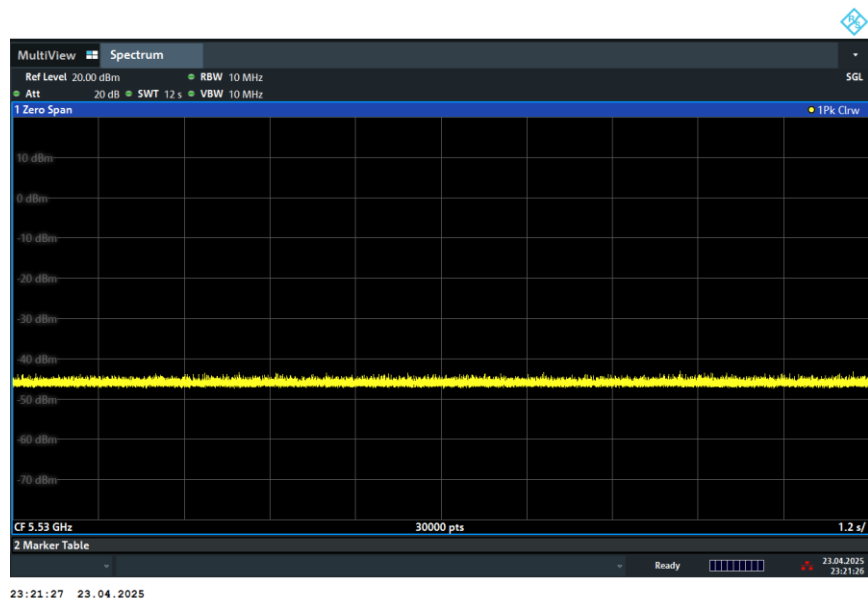 R&S
MultiView Spectrum
Ref Level 20.00 dBm RBW 10 MHz SGL
Att 20 dB SWT 12 s VBW 10 MHz
1 Zero Span 1Pk Clrw
10 dBm
0 dBm
-10 dBm
-20 dBm
-30 dBm
-40 dBm
-50 dBm
-60 dBm
-70 dBm
CF 5.53 GHz 30000 pts 1.2 s/
2 Marker Table
Ready 23.04.2025
23:21:26
23:21:27 23.04.2025